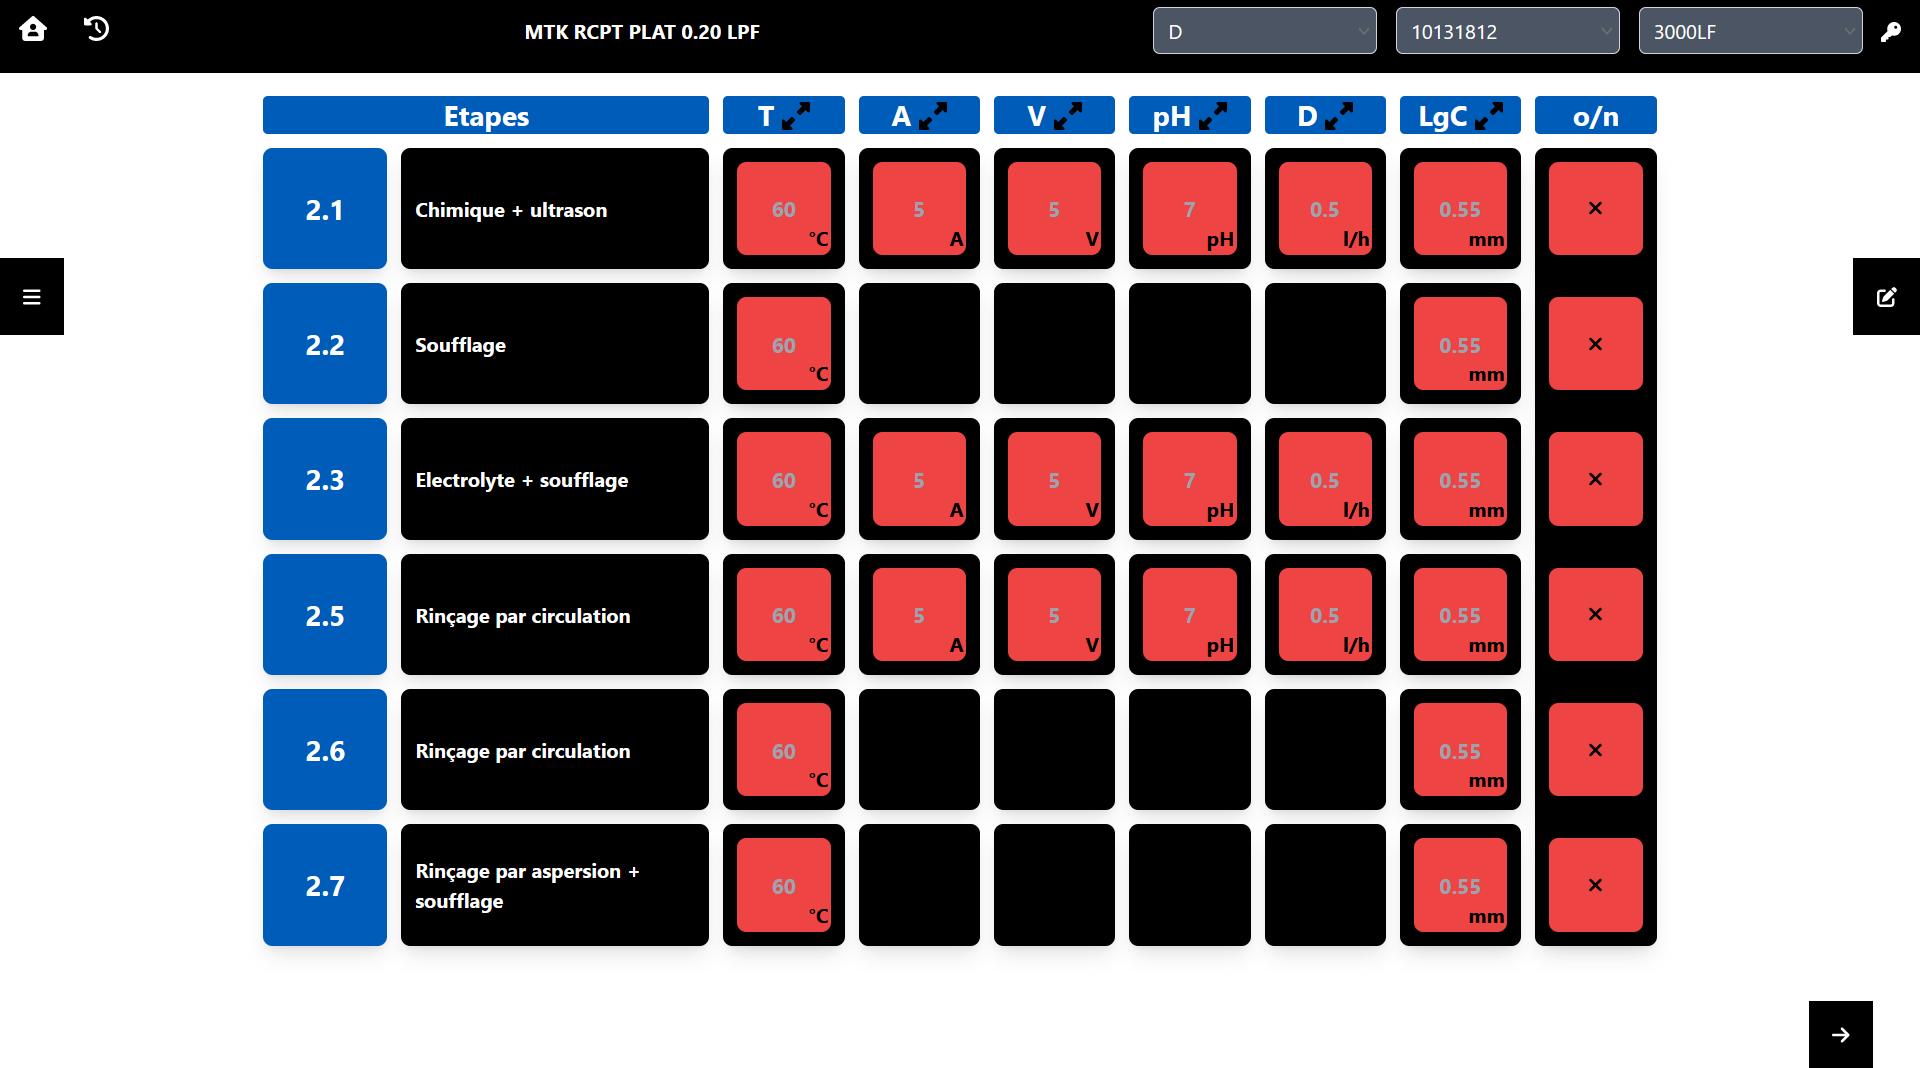 MTK RCPT PLAT 0.20 LPF D 10131812 3000LF
Etapes T A V pH D LgC o/n
2.1 Chimique + ultrason 60 °C 5 A 5 V 7 pH 0.5 l/h 0.55 mm
2.2 Soufflage 60 °C 0.55 mm
2.3 Electrolyte + soufflage 60 °C 5 A 5 V 7 pH 0.5 l/h 0.55 mm
2.5 Rinçage par circulation 60 °C 5 A 5 V 7 pH 0.5 l/h 0.55 mm
2.6 Rinçage par circulation 60 °C 0.55 mm
2.7 Rinçage par aspersion +
soufflage 60 °C 0.55 mm